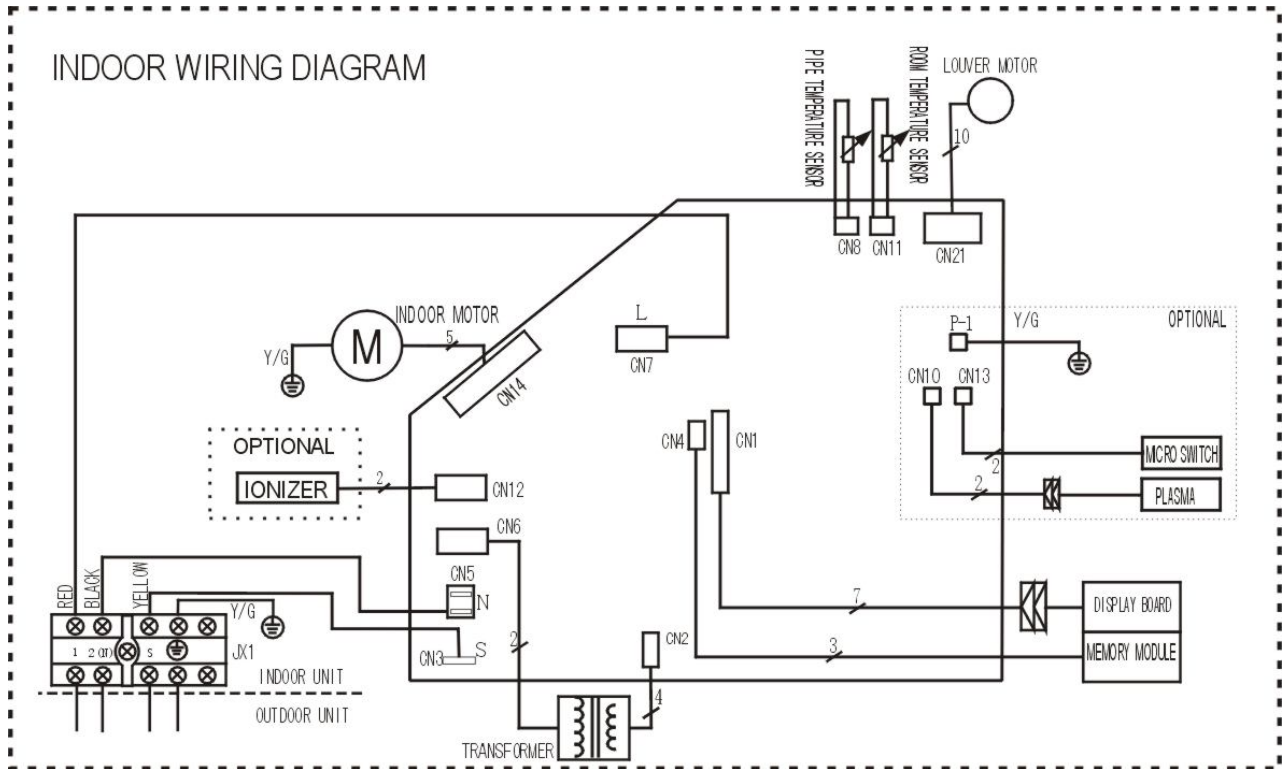 INDOOR WIRING DIAGRAM
PIPE TEMPERATURE SENSOR
ROOM TEMPERATURE SENSOR
LOUVER MOTOR
10
CN8
CN11
CN21
INDOOR MOTOR
M
5
Y/G
CN14
L
CN7
OPTIONAL
P-1
Y/G
CN10
CN13
2
MICRO SWITCH
2
PLASMA
OPTIONAL
IONIZER
2
CN12
CN6
CN4
CN1
CN5
N
CN3
S
RED
BLACK
YELLOW
Y/G
1
2(N)
S
JX1
INDOOR UNIT
OUTDOOR UNIT
2
CN2
4
TRANSFORMER
7
DISPLAY BOARD
3
MEMORY MODULE